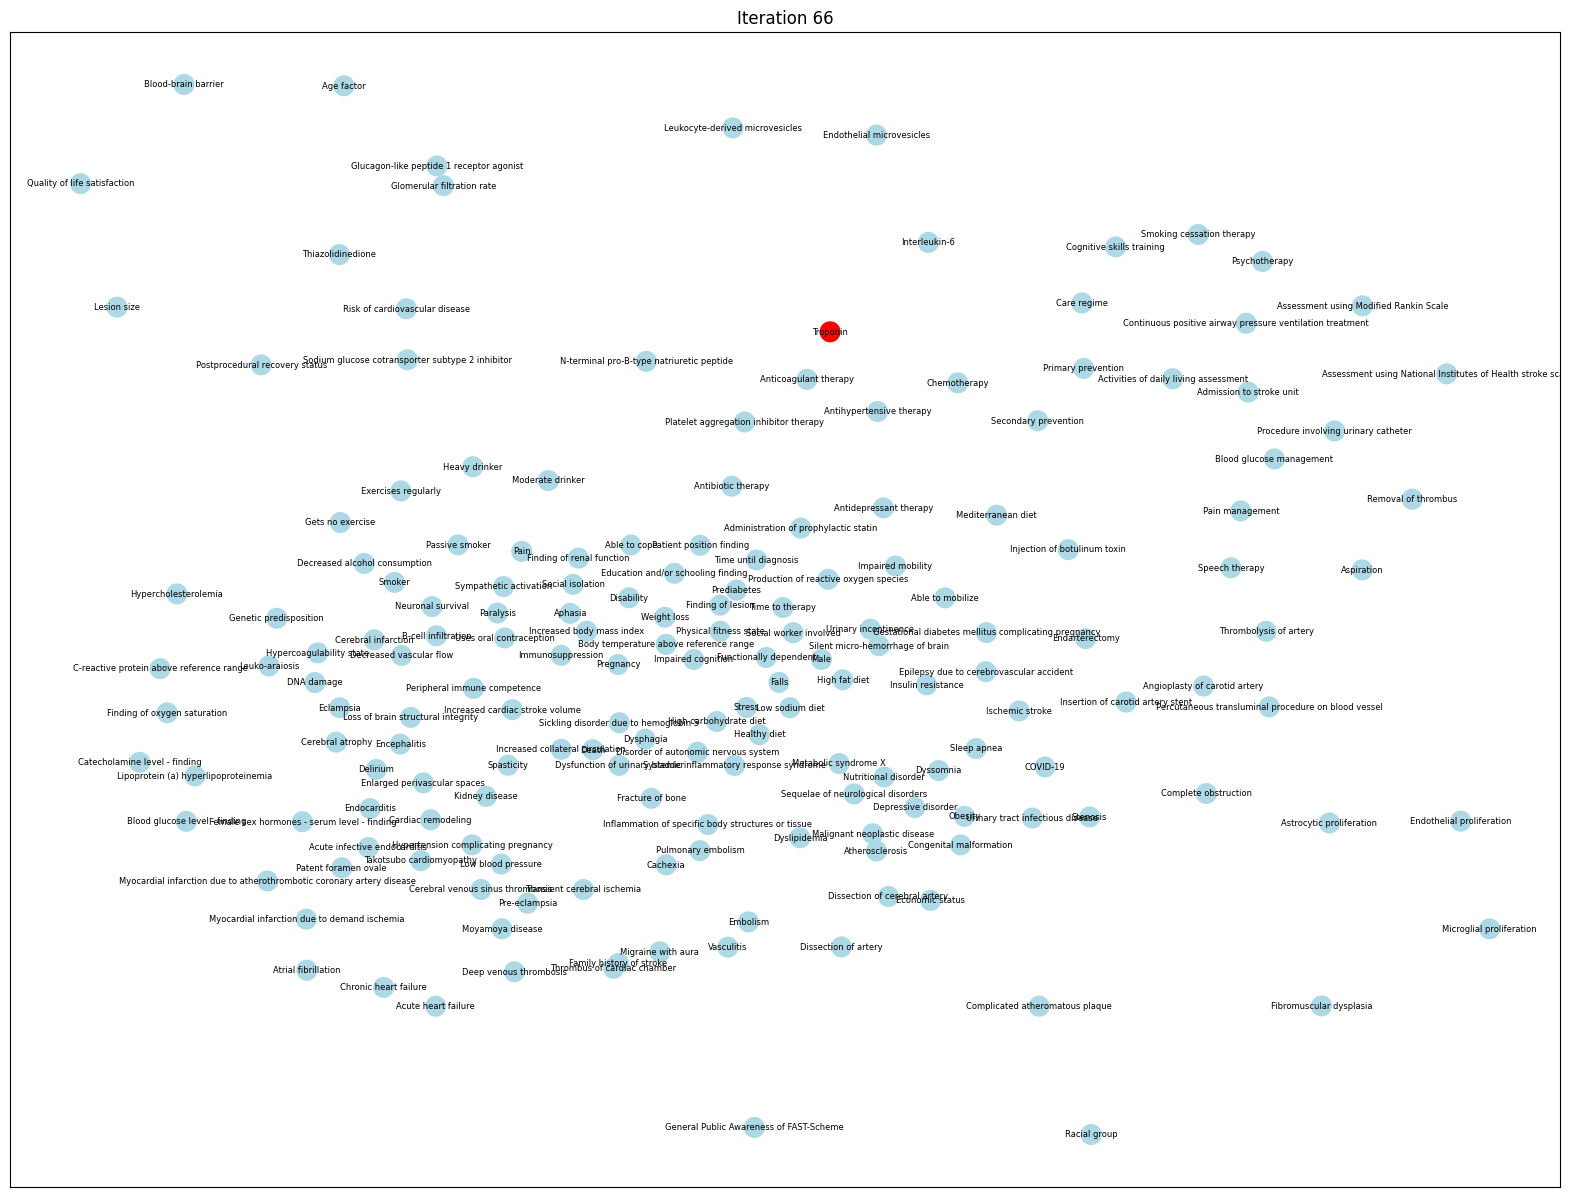 Iteration 66
Blood-brain barrier
Age factor
Leukocyte-derived microvesicles
Endothelial microvesicles
Glucagon-like peptide 1 receptor agonist
Quality of life satisfaction
Glomerular filtration rate
Smoking cessation therapy
Interleukin-6
Cognitive skills training
Thiazolidinedione
Psychotherapy
Care regime
Lesion size
Risk of cardiovascular disease
Assessment using Modified Rankin Scale
Continuous positive airway pressure ventilation treatment
Troponin
Sodium glucose cotransporter subtype 2 inhibitor
N-terminal pro-B-type natriuretic peptide
Postprocedural recovery status
Primary prevention
Assessment using National Institutes of Health stroke sc
Anticoagulant therapy
Activities of daily living assessment
Chemotherapy
Admission to stroke unit
Antihypertensive therapy
Platelet aggregation inhibitor therapy
Secondary prevention
Procedure involving urinary catheter
Blood glucose management
Heavy drinker
Moderate drinker
Antibiotic therapy
Exercises regularly
Removal of thrombus
Antidepressant therapy
Pain management
Mediterranean diet
Gets no exercise
Administration of prophylactic statin
Passive smoker
Able to cope
Patient position finding
Injection of botulinum toxin
Pain
Finding of renal function
Time until diagnosis
Decreased alcohol consumption
Impaired mobility
Speech therapy
Aspiration
Education and/or schooling finding
Production of reactive oxygen species
Smoker
Sympathetic activation
Social isolation
Prediabetes
Hypercholesterolemia
Disability
Able to mobilize
Neuronal survival
Finding of lesion
Time to therapy
Paralysis
Aphasia
Weight loss
Genetic predisposition
Urinary incontinence
Increased body mass index
Physical fitness state
Social worker involved
Gestational diabetes mellitus complicating pregnancy
Thrombolysis of artery
B-cell infiltration
Uses oral contraception
Cerebral infarction
Endarterectomy
Body temperature above reference range
Silent micro-hemorrhage of brain
Hypercoagulability state
Decreased vascular flow
Immunosuppression
Functionally dependent
Impaired cognition
Male
Pregnancy
Leuko-araiosis
C-reactive protein above reference range
Epilepsy due to cerebrovascular accident
High fat diet
DNA damage
Falls
Insulin resistance
Angioplasty of carotid artery
Peripheral immune competence
Insertion of carotid artery stent
Eclampsia
Stress
Low sodium diet
Percutaneous transluminal procedure on blood vessel
Increased cardiac stroke volume
Ischemic stroke
Finding of oxygen saturation
Loss of brain structural integrity
High-carbohydrate diet
Sickling disorder due to hemoglobin S
Healthy diet
Dysphagia
Cerebral atrophy
Encephalitis
Sleep apnea
Increased collateral circulation
Death
Disorder of autonomic nervous system
Catecholamine level - finding
Metabolic syndrome X
Spasticity
Dysfunction of urinary bladder
Systemic inflammatory response syndrome
COVID-19
Delirium
Dyssomnia
Lipoprotein (a) hyperlipoproteinemia
Nutritional disorder
Enlarged perivascular spaces
Complete obstruction
Sequelae of neurological disorders
Kidney disease
Fracture of bone
Endocarditis
Depressive disorder
Obesity
Stenosis
Urinary tract infectious disease
Cardiac remodeling
Blood glucose level - finding
Female sex hormones - serum level - finding
Endothelial proliferation
Astrocytic proliferation
Inflammation of specific body structures or tissue
Malignant neoplastic disease
Dyslipidemia
Hypertension complicating pregnancy
Congenital malformation
Acute infective endocarditis
Pulmonary embolism
Atherosclerosis
Takotsubo cardiomyopathy
Low blood pressure
Cachexia
Patent foramen ovale
Myocardial infarction due to atherothrombotic coronary artery disease
Cerebral venous sinus thrombosis
Transient cerebral ischemia
Dissection of cerebral artery
Economic status
Pre-eclampsia
Myocardial infarction due to demand ischemia
Embolism
Moyamoya disease
Microglial proliferation
Vasculitis
Dissection of artery
Migraine with aura
Family history of stroke
Thrombus of cardiac chamber
Atrial fibrillation
Deep venous thrombosis
Chronic heart failure
Acute heart failure
Complicated atheromatous plaque
Fibromuscular dysplasia
General Public Awareness of FAST-Scheme
Racial group